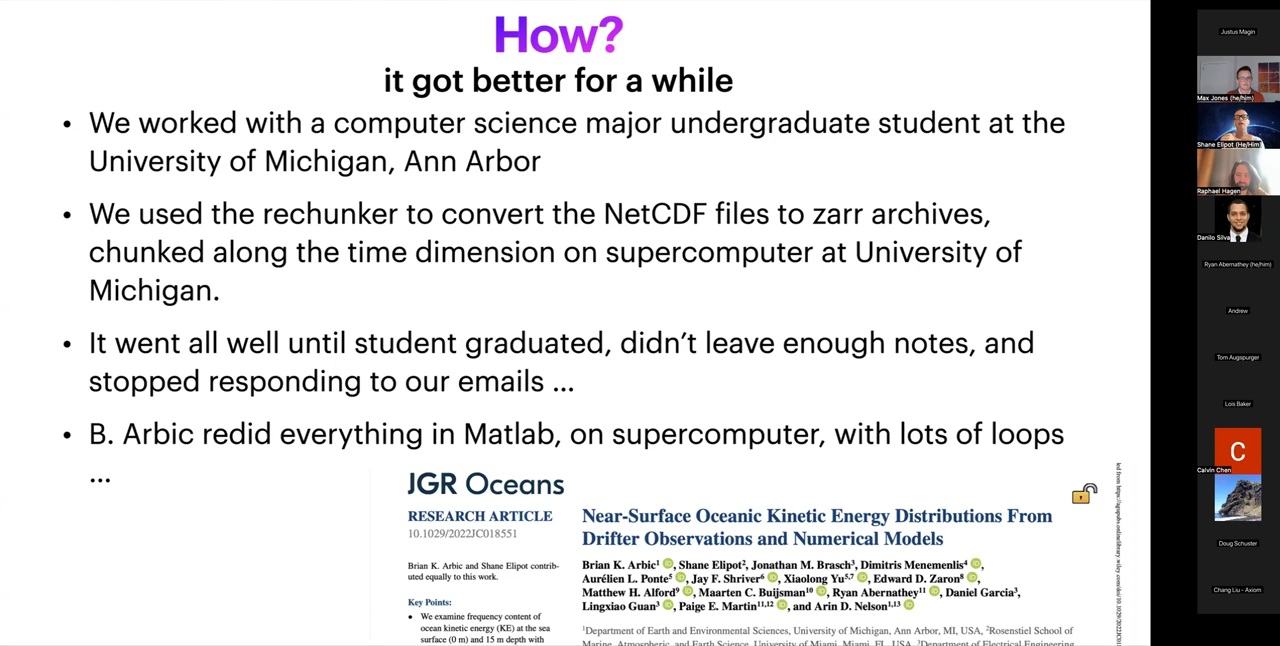 How?
it got better for a while
• We worked with a computer science major undergraduate student at the
University of Michigan, Ann Arbor
• We used the rechunker to convert the NetCDF files to zarr archives,
chunked along the time dimension on supercomputer at University of
Michigan.
• It went all well until student graduated, didn’t leave enough notes, and
stopped responding to our emails ...
• B. Arbic redid everything in Matlab, on supercomputer, with lots of loops
...
JGR Oceans
RESEARCH ARTICLE
10.1029/2022JC018551
Brian K. Arbic and Shane Elipot contrib-
uted equally to this work.
Key Points:
• We examine frequency content of
ocean kinetic energy (KE) at the sea
surface (0 m) and 15 m depth with
Near-Surface Oceanic Kinetic Energy Distributions From
Drifter Observations and Numerical Models
Brian K. Arbic1, Shane Elipot2, Jonathan M. Brasch3, Dimitris Menemenlis4,
Aurélien L. Ponte5, Jay F. Shriver6, Xiaolong Yu5,7, Edward D. Zaron8,
Matthew H. Alford9, Maarten C. Buijsman10, Ryan Abernathey11, Daniel Garcia3,
Lingxiao Guan3, Paige E. Martin11,12, and Arin D. Nelson1,13
1Department of Earth and Environmental Sciences, University of Michigan, Ann Arbor, MI, USA, 2Rosenstiel School of
Marine, Atmospheric, and Earth Science, University of Miami, Miami, FL, USA, 3Department of Electrical Engineering
Justus Magin
Max Jones (he/him)
Shane Elipot (He/Him)
Raphael Hagen
Danilo Silva
Ryan Abernathey (he/him)
Andrew
Tom Augspurger
Lois Baker
C
Calvin Chen
Doug Schuster
Chang Liu - Axiom